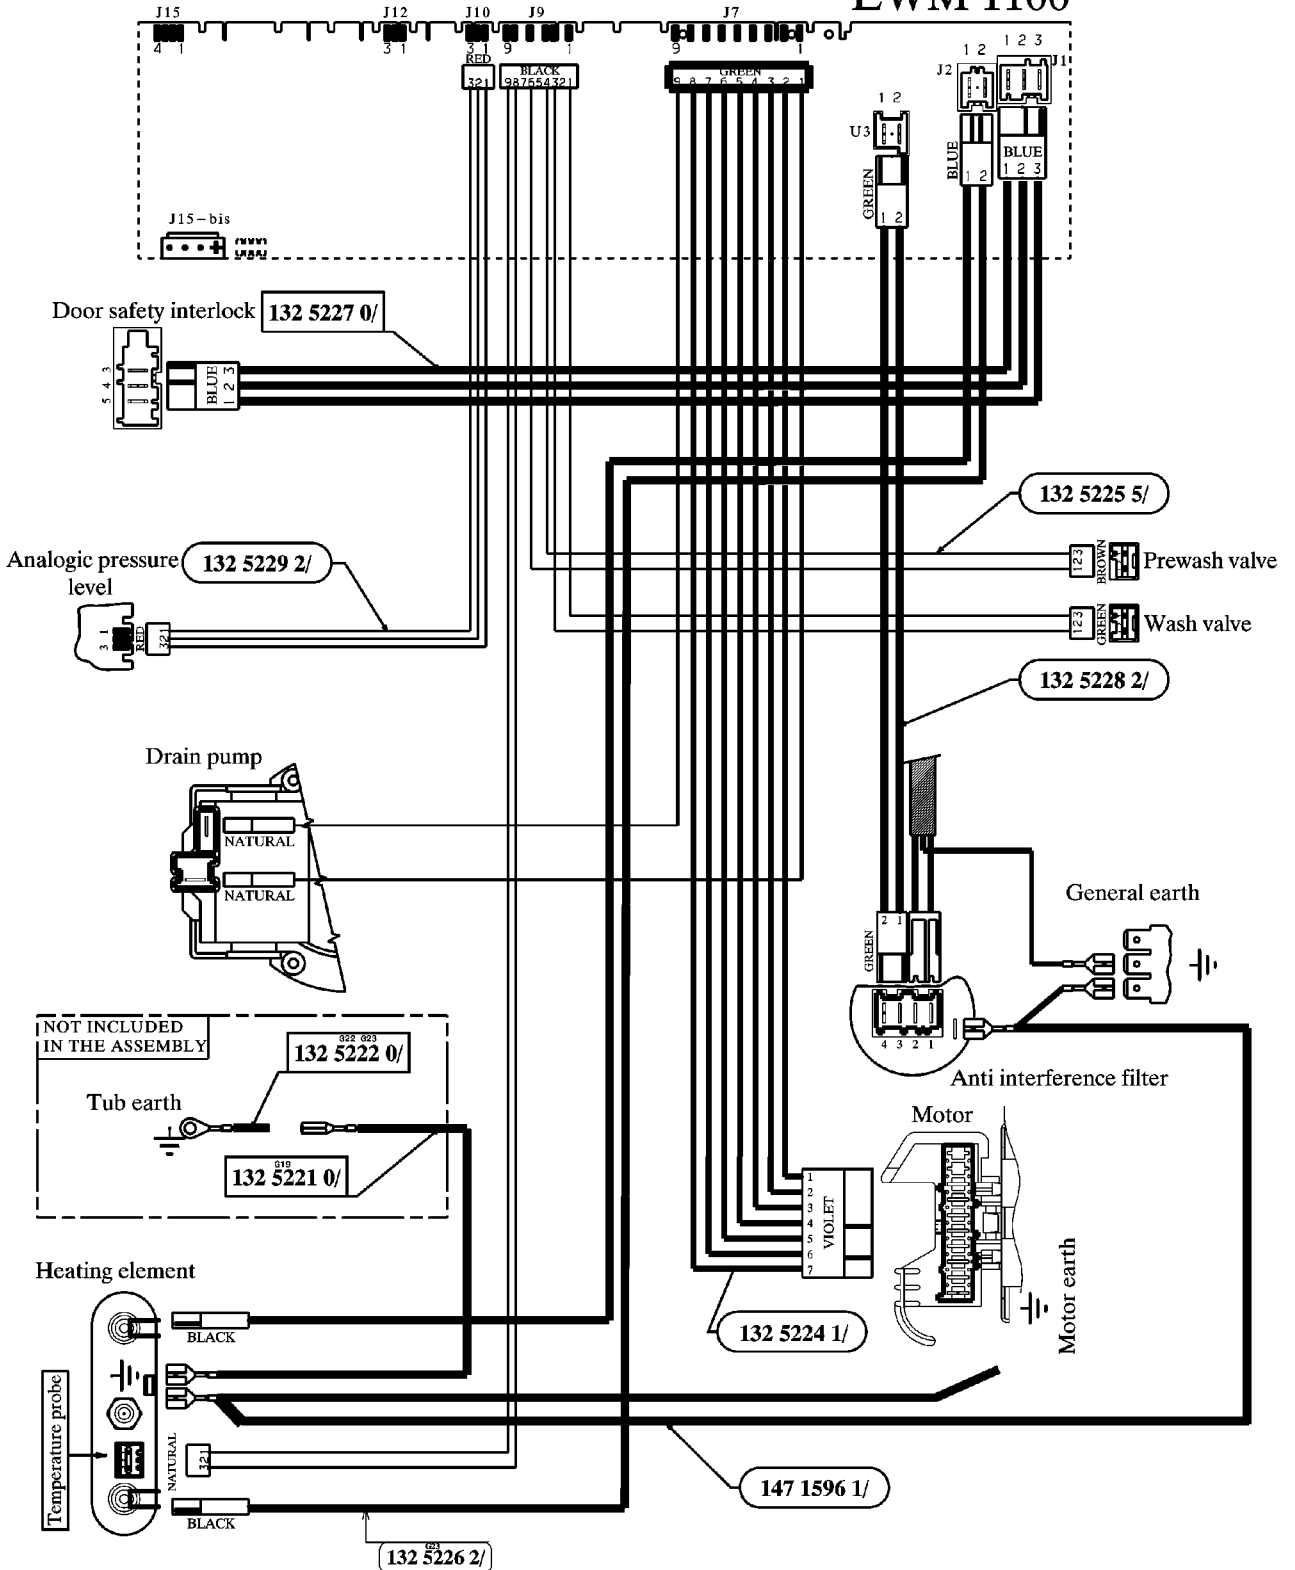 EWM 1100
J15 J12 J10 J9 J7
4 1 3 1 3 1 9 1 9 1
RED
BLACK
GREEN
321 987654321 9 8 7 6 5 4 3 2 1
1 2 1 2 3
J2 J1
1 2
U3
BLUE
BLUE
GREEN
1 2 1 2 3
1 2
J15-bis
Door safety interlock 132 5227 0/
3 4 5
BLUE
3 2 1
132 5225 5/
Analogic pressure
level
132 5229 2/
123 BROWN Prewash valve
123 GREEN Wash valve
3 1 RED 321
132 5228 2/
Drain pump
NATURAL
NATURAL
General earth
2 1
GREEN
4 3 2 1
Anti interference filter
NOT INCLUDED
IN THE ASSEMBLY
G22 G23
132 5222 0/
Tub earth
G19
132 5221 0/
Motor
Motor earth
VIOLET
1
2
3
4
5
6
7
132 5224 1/
Heating element
BLACK
Temperature probe
NATURAL
321
BLACK
147 1596 1/
G23
132 5226 2/